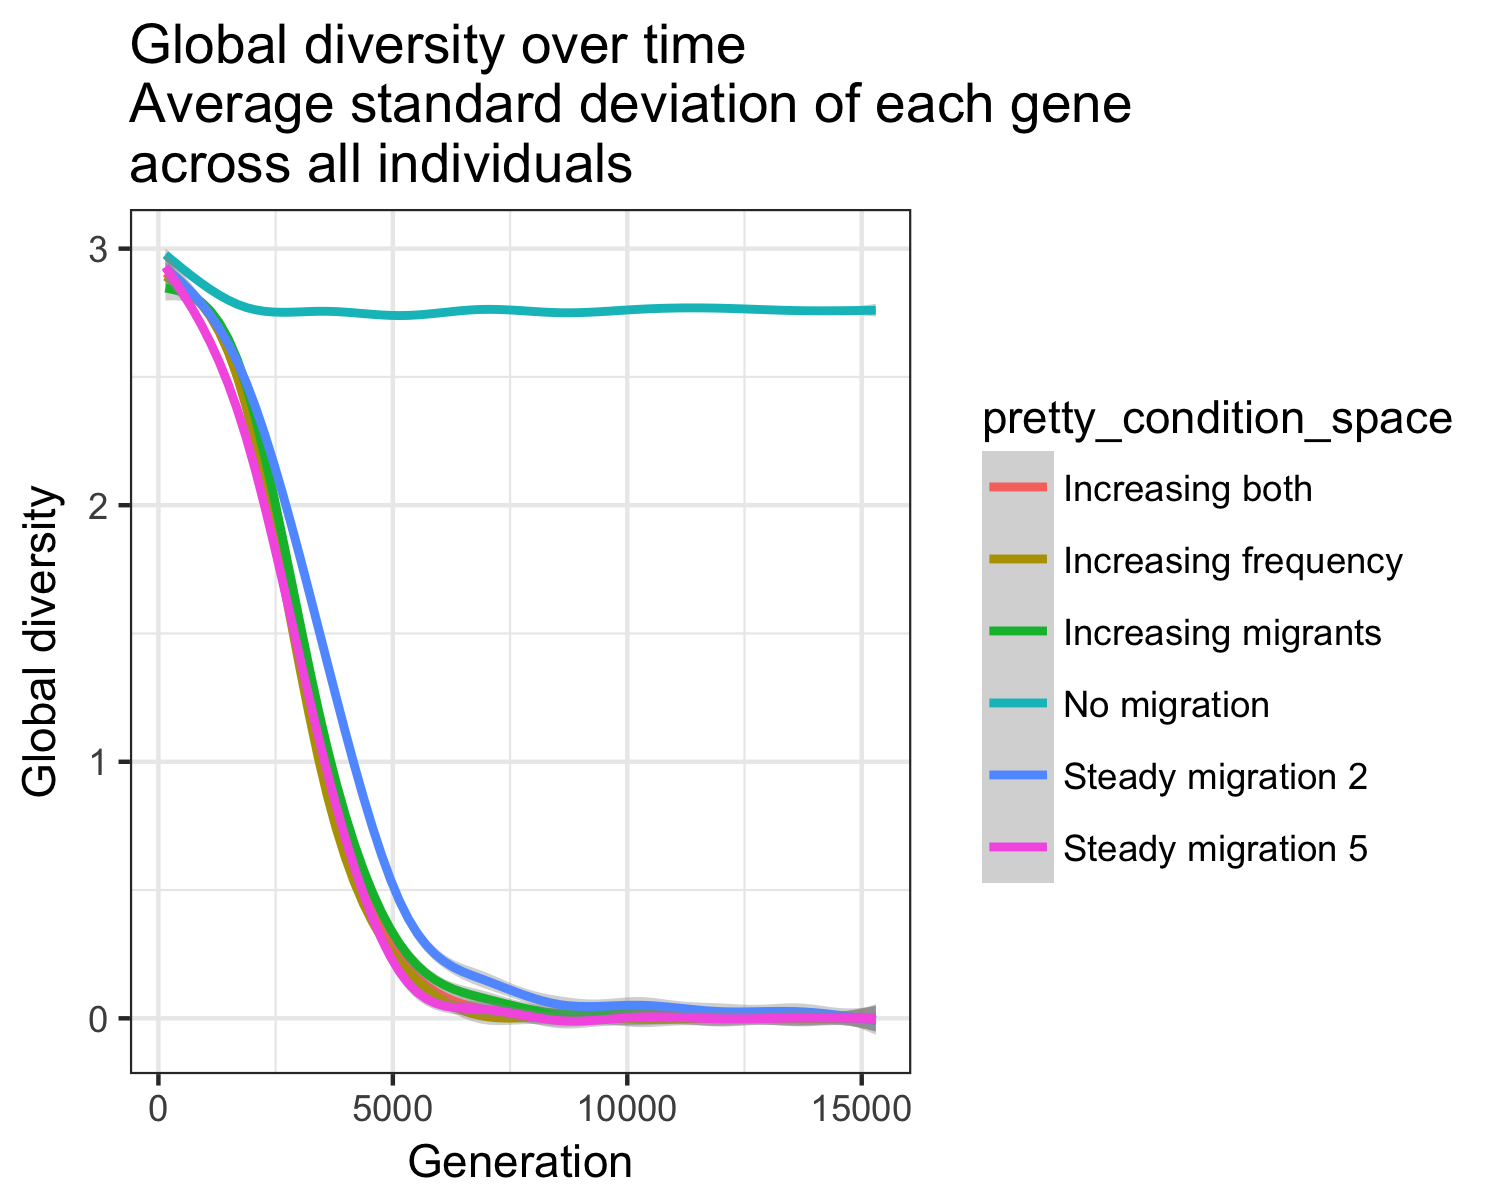 Global diversity over time
Average standard deviation of each gene
across all individuals
Global diversity
3
2
1
0
0 5000 10000 15000
Generation
pretty_condition_space
Increasing both
Increasing frequency
Increasing migrants
No migration
Steady migration 2
Steady migration 5